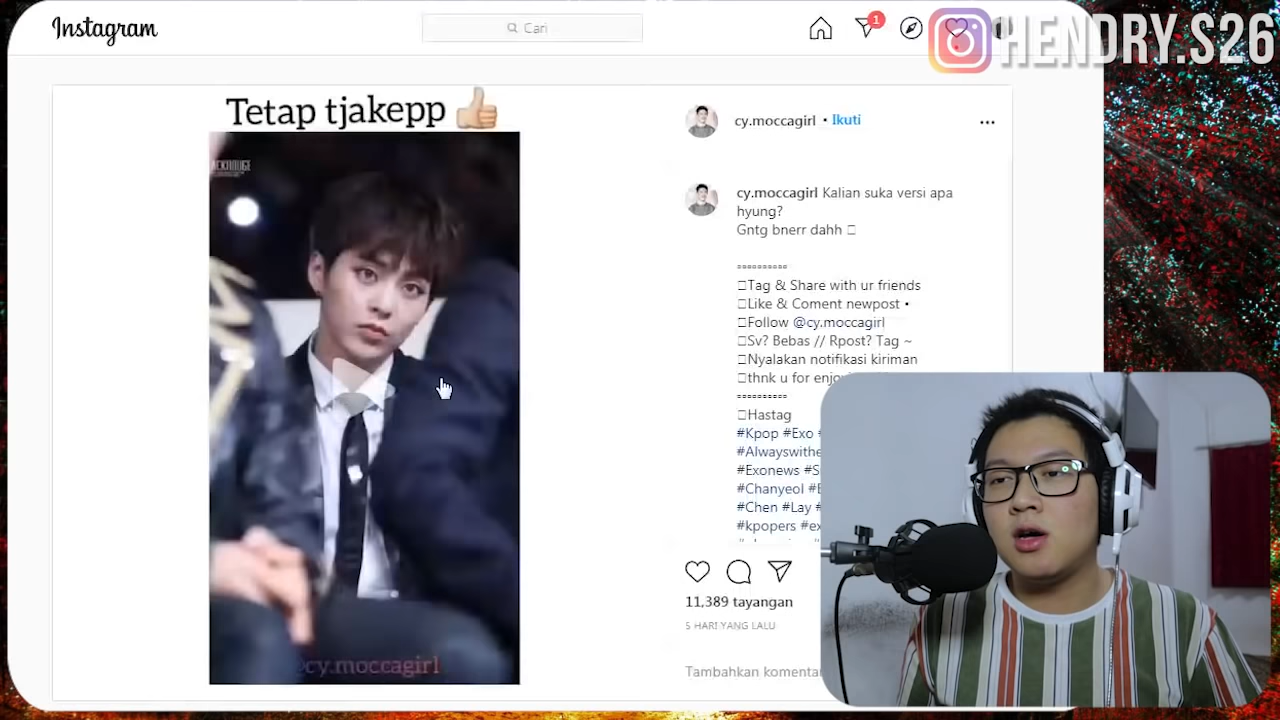 Instagram
Cari
1
HENDRY.S26
Tetap tjakepp
cy.moccagirl • Ikuti
cy.moccagirl Kalian suka versi apa
hyung?
Gntg bnerr dahh
==========
Tag & Share with ur friends
Like & Coment newpost •
Follow @cy.moccagirl
Sv? Bebas // Rpost? Tag ~
Nyalakan notifikasi kiriman
thnk u for
==========
Hastag
#Kpop #Exo
#Exonews
#Chanyeol
#Chen #Lay
#kpopers
11,389 tayangan
5 HARI YANG LALU
Tambahkan
cy.moccagirl